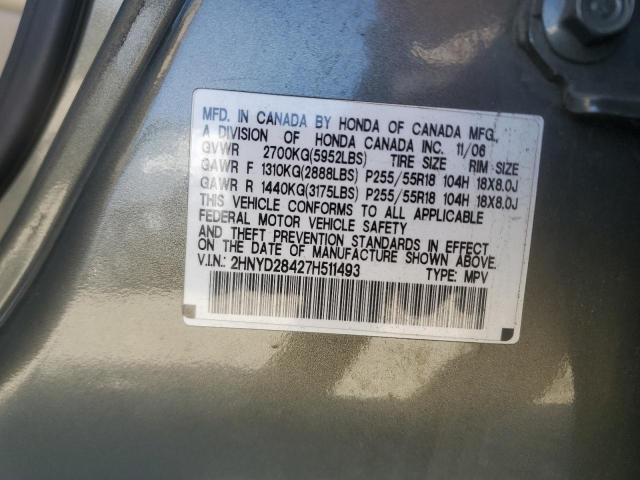 MFD. IN CANADA BY HONDA OF CANADA MFG.,
A DIVISION OF HONDA CANADA INC. 11/06
GVWR 2700KG(5952LBS) TIRE SIZE RIM SIZE
GAWR F 1310KG(2888LBS) P255/55R18 104H 18X8.0J
GAWR R 1440KG(3175LBS) P255/55R18 104H 18X8.0J
THIS VEHICLE CONFORMS TO ALL APPLICABLE
FEDERAL MOTOR VEHICLE SAFETY
AND THEFT PREVENTION STANDARDS IN EFFECT
ON THE DATE OF MANUFACTURE SHOWN ABOVE.
V.I.N.: 2HNYD28427H511493 TYPE: MPV